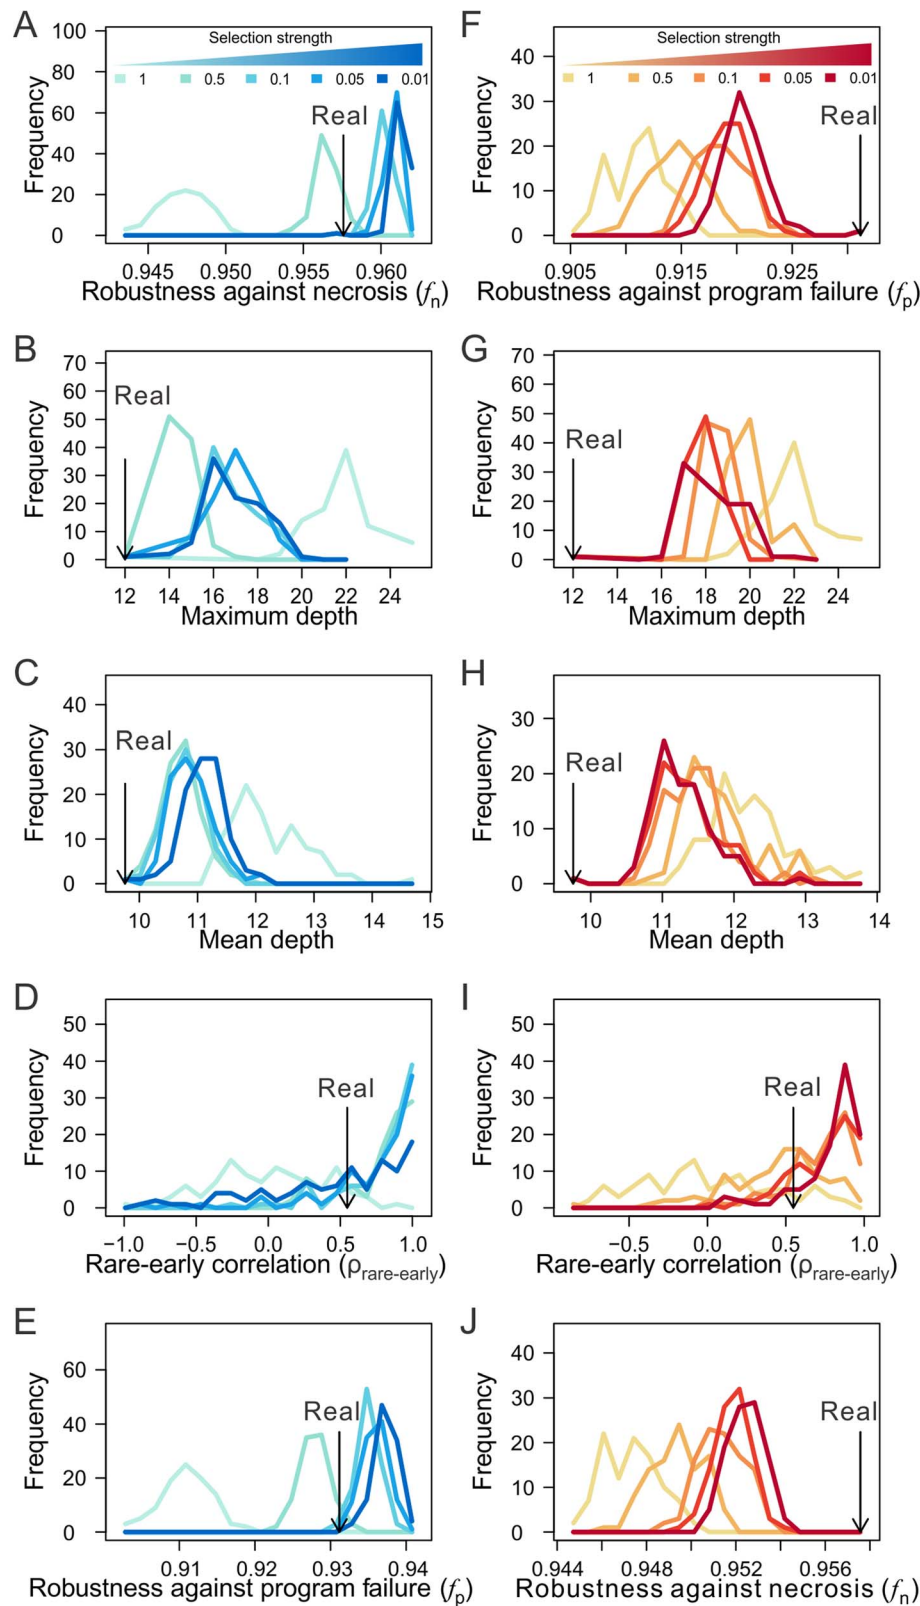 A
Selection strength
1 0.5 0.1 0.05 0.01
Real
Frequency
100
80
60
40
20
0
0.945 0.950 0.955 0.960
Robustness against necrosis (fn)
F
Selection strength
1 0.5 0.1 0.05 0.01
Real
Frequency
40
30
20
10
0
0.905 0.915 0.925
Robustness against program failure (fp)
B
Real
Frequency
70
60
50
40
30
20
10
0
12 14 16 18 20 22 24
Maximum depth
G
Real
Frequency
70
60
50
40
30
20
10
0
12 14 16 18 20 22 24
Maximum depth
C
Real
Frequency
40
30
20
10
0
10 11 12 13 14 15
Mean depth
H
Real
Frequency
30
20
10
0
10 11 12 13 14
Mean depth
D
Real
Frequency
50
40
30
20
10
0
−1.0 −0.5 0.0 0.5 1.0
Rare-early correlation (ρrare-early)
I
Real
Frequency
50
40
30
20
10
0
−0.5 0.0 0.5 1.0
Rare-early correlation (ρrare-early)
E
Real
Frequency
60
40
20
0
0.91 0.92 0.93 0.94
Robustness against program failure (fp)
J
Real
Frequency
40
30
20
10
0
0.944 0.948 0.952 0.956
Robustness against necrosis (fn)